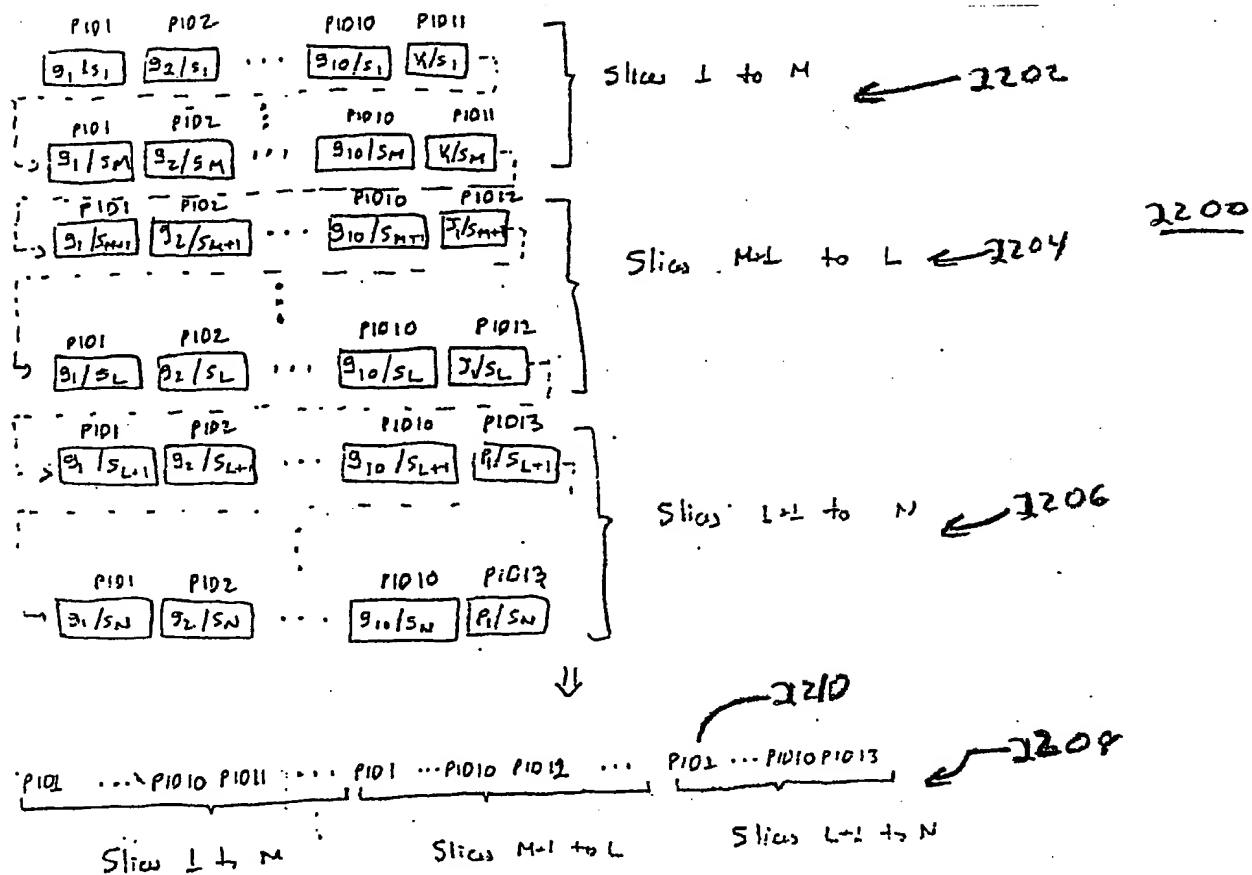 PID1 PID2 ... PID10 PID11
g1/s1 g2/s1 ... g10/s1 K/s1
Slices 1 to M 2202
PID1 PID2 PID10 PID11
g1/sM g2/sM ... g10/sM K/sM
PID1 PID2 PID10 PID12
g1/sM+1 g2/sM+1 ... g10/sM+1
2200
Slices M+1 to L 2204
PID1 PID2 PID10 PID12
g1/sL g2/sL ... g10/sL
PID1 PID2 PID10 PID13
g1/sL+1 g2/sL+1 ... g10/sL+1 P1/sL+1
Slices L+1 to N 2206
PID1 PID2 PID10 PID13
g1/sN g2/sN ... g10/sN P1/sN
⇓
2210
PID1 ... PID10 PID11 ... PID1 ... PID10 PID12 ... PID1 ... PID10 PID13 2208
Slices 1 to M Slices M+1 to L Slices L+1 to N